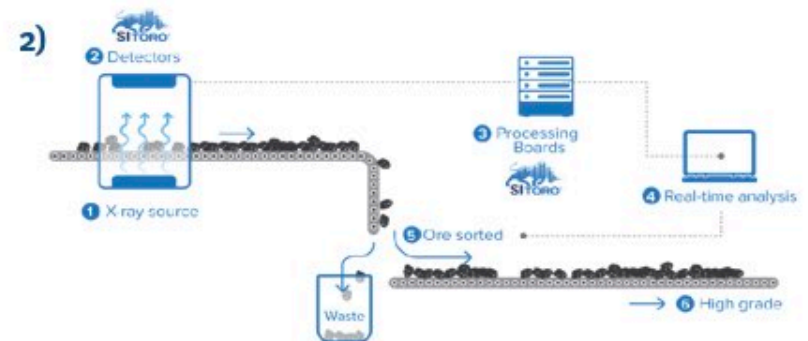 2)
SITORO
2 Detectors
1 X-ray source
3 Processing
Boards
SITORO
4 Real-time analysis
5 Ore sorted
Waste
6 High grade